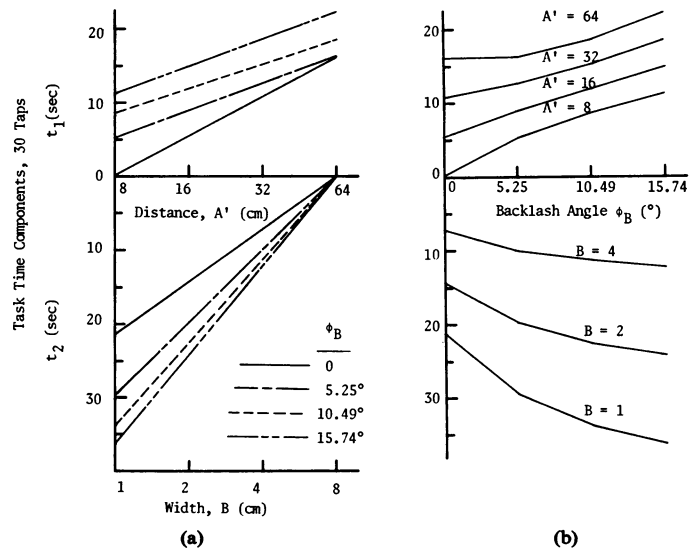 Task Time Components, 30 Taps
t1(sec)
t2 (sec)
20
10
0
10
20
30
8 16 32 64
Distance, A' (cm)
φB
0
5.25°
10.49°
15.74°
1 2 4 8
Width, B (cm)
(a)
20
10
0
10
20
30
A' = 64
A' = 32
A' = 16
A' = 8
0 5.25 10.49 15.74
Backlash Angle φB (°)
B = 4
B = 2
B = 1
(b)